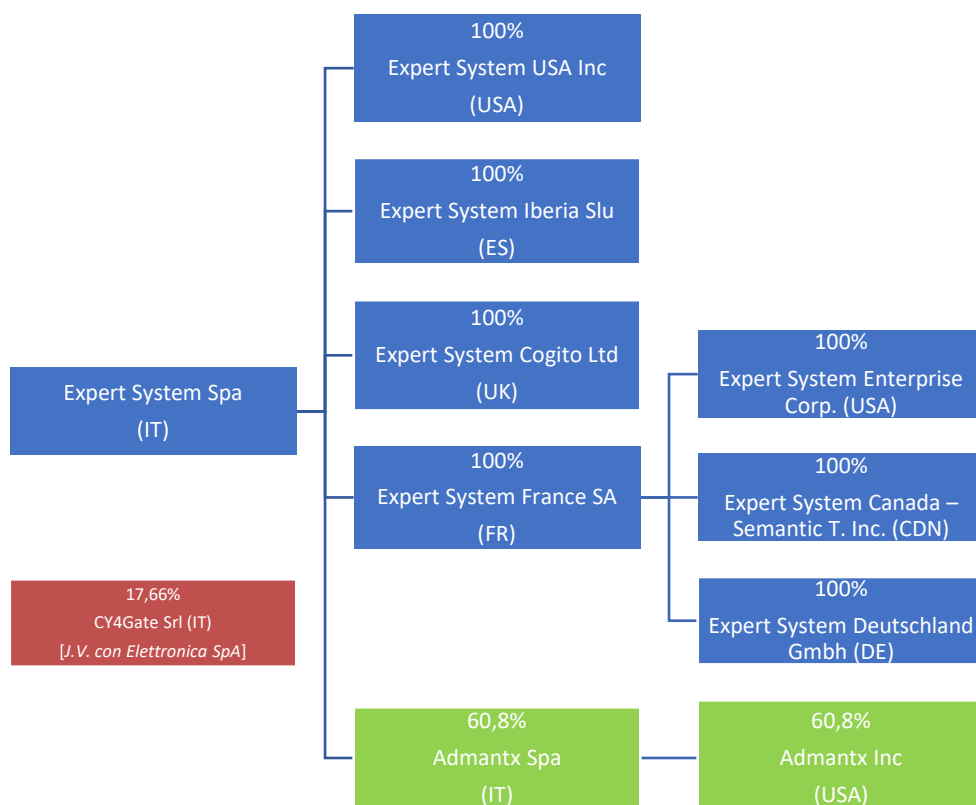 100%
Expert System USA Inc
(USA)
100%
Expert System Iberia Slu
(ES)
100%
Expert System Cogito Ltd
(UK)
Expert System Spa
(IT)
100%
Expert System France SA
(FR)
100%
Expert System Enterprise
Corp. (USA)
100%
Expert System Canada –
Semantic T. Inc. (CDN)
100%
Expert System Deutschland
Gmbh (DE)
17,66%
CY4Gate Srl (IT)
[J.V. con Elettronica SpA]
60,8%
Admantx Spa
(IT)
60,8%
Admantx Inc
(USA)